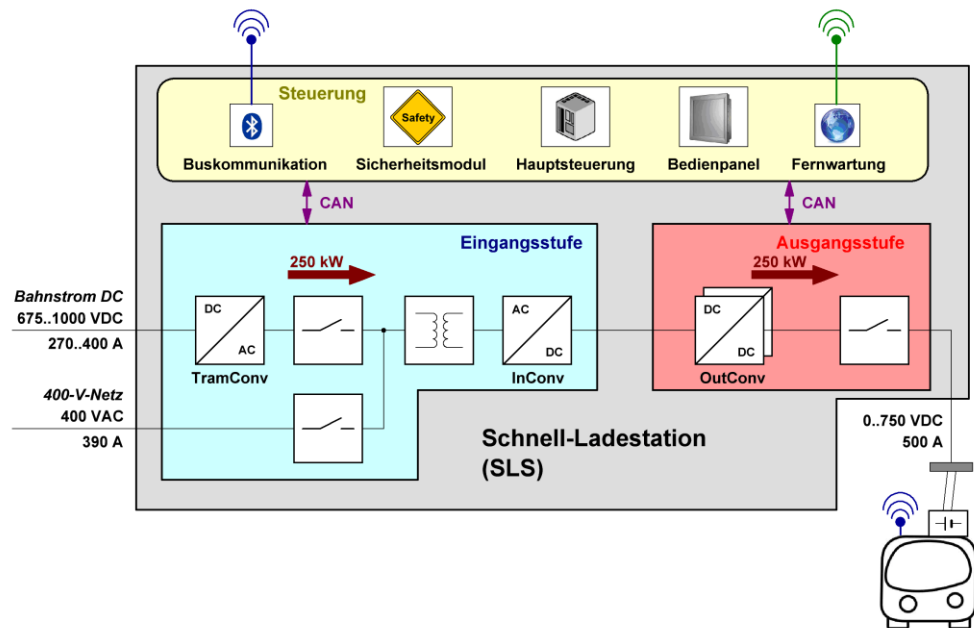 Steuerung
Safety
Buskommunikation
Sicherheitsmodul
Hauptsteuerung
Bedienpanel
Fernwartung
CAN
CAN
Eingangsstufe
250 kW
Bahnstrom DC
675..1000 VDC
270..400 A
DC
AC
TramConv
AC
DC
InConv
400-V-Netz
400 VAC
390 A
Ausgangsstufe
250 kW
DC
DC
OutConv
Schnell-Ladestation
(SLS)
0..750 VDC
500 A